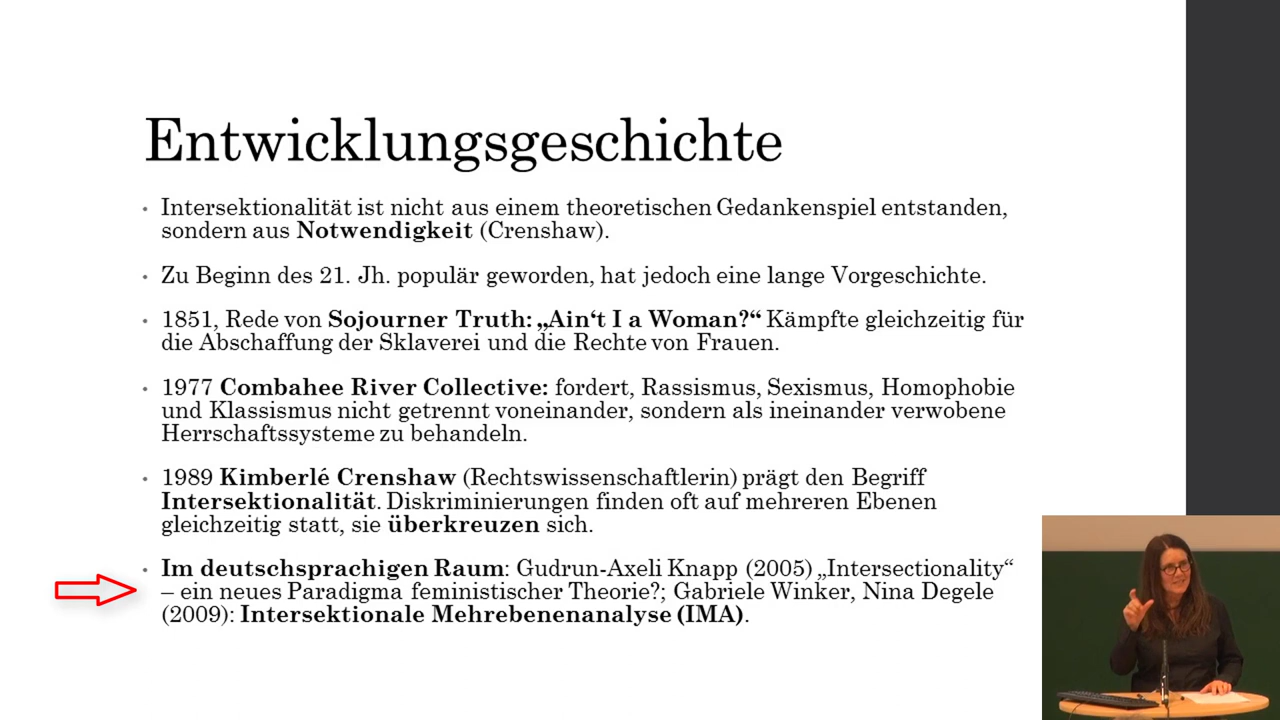 Entwicklungsgeschichte
Intersektionalität ist nicht aus einem theoretischen Gedankenspiel entstanden,
sondern aus Notwendigkeit (Crenshaw).
Zu Beginn des 21. Jh. populär geworden, hat jedoch eine lange Vorgeschichte.
1851, Rede von Sojourner Truth: „Ain‘t I a Woman?“ Kämpfte gleichzeitig für
die Abschaffung der Sklaverei und die Rechte von Frauen.
1977 Combahee River Collective: fordert, Rassismus, Sexismus, Homophobie
und Klassismus nicht getrennt voneinander, sondern als ineinander verwobene
Herrschaftssysteme zu behandeln.
1989 Kimberlé Crenshaw (Rechtswissenschaftlerin) prägt den Begriff
Intersektionalität. Diskriminierungen finden oft auf mehreren Ebenen
gleichzeitig statt, sie überkreuzen sich.
Im deutschsprachigen Raum: Gudrun-Axeli Knapp (2005) „Intersectionality“
– ein neues Paradigma feministischer Theorie?; Gabriele Winker, Nina Degele
(2009): Intersektionale Mehrebenenanalyse (IMA).